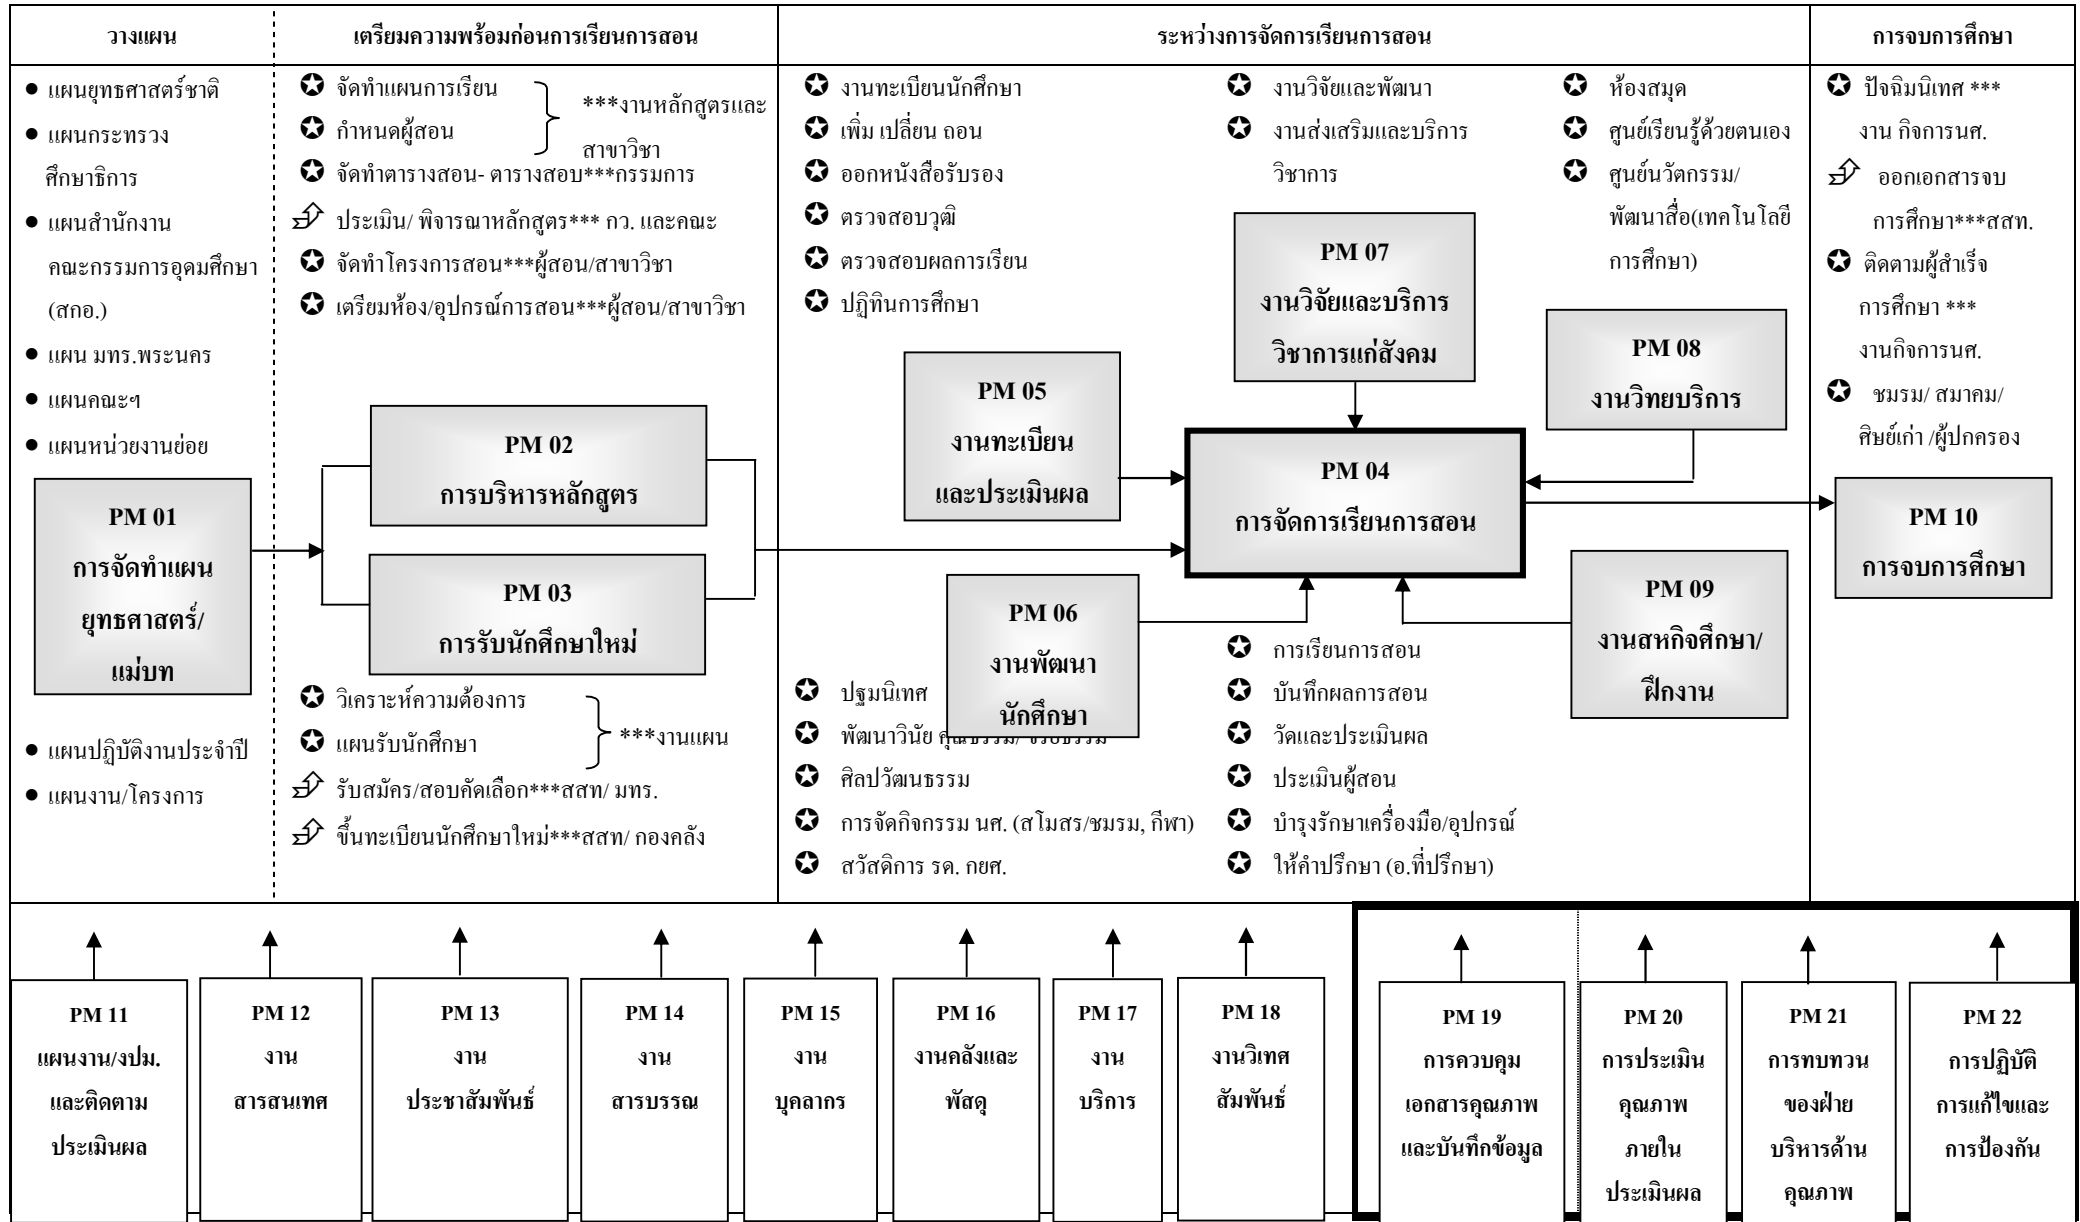 วางแผน
เตรียมความพร้อมก่อนการเรียนการสอน
ระหว่างการจัดการเรียนการสอน
การจบการศึกษา
แผนยุทธศาสตร์ชาติ
แผนกระทรวง
ศึกษาธิการ
แผนสำนักงาน
คณะกรรมการอุดมศึกษา
(สกอ.)
แผน มทร.พระนคร
แผนคณะฯ
แผนหน่วยงานย่อย
PM 01
การจัดทำแผน
ยุทธศาสตร์/
แม่บท
แผนปฏิบัติงานประจำปี
แผนงาน/โครงการ
จัดทำแผนการเรียน
กำหนดผู้สอน
***งานหลักสูตรและ
สาขาวิชา
จัดทำตารางสอน- ตารางสอบ***กรรมการ
ประเมิน/ พิจารณาหลักสูตร*** กว. และคณะ
จัดทำโครงการสอน***ผู้สอน/สาขาวิชา
เตรียมห้อง/อุปกรณ์การสอน***ผู้สอน/สาขาวิชา
PM 02
การบริหารหลักสูตร
PM 03
การรับนักศึกษาใหม่
วิเคราะห์ความต้องการ
แผนรับนักศึกษา
***งานแผน
รับสมัคร/สอบคัดเลือก***สสท/ มทร.
ขึ้นทะเบียนนักศึกษาใหม่***สสท/ กองคลัง
งานทะเบียนนักศึกษา
เพิ่ม เปลี่ยน ถอน
ออกหนังสือรับรอง
ตรวจสอบวุฒิ
ตรวจสอบผลการเรียน
ปฏิทินการศึกษา
งานวิจัยและพัฒนา
งานส่งเสริมและบริการ
วิชาการ
ห้องสมุด
ศูนย์เรียนรู้ด้วยตนเอง
ศูนย์นวัตกรรม/
พัฒนาสื่อ(เทคโนโลยี
การศึกษา)
PM 05
งานทะเบียน
และประเมินผล
PM 07
งานวิจัยและบริการ
วิชาการแก่สังคม
PM 08
งานวิทยบริการ
PM 04
การจัดการเรียนการสอน
PM 06
งานพัฒนา
นักศึกษา
PM 09
งานสหกิจศึกษา/
ฝึกงาน
ปฐมนิเทศ
พัฒนาวินัย
ศิลปวัฒนธรรม
การจัดกิจกรรม นศ. (สโมสร/ชมรม, กีฬา)
สวัสดิการ รด. กยศ.
การเรียนการสอน
บันทึกผลการสอน
วัดและประเมินผล
ประเมินผู้สอน
บำรุงรักษาเครื่องมือ/อุปกรณ์
ให้คำปรึกษา (อ.ที่ปรึกษา)
ปัจฉิมนิเทศ ***
งาน กิจการนศ.
ออกเอกสารจบ
การศึกษา***สสท.
ติดตามผู้สำเร็จ
การศึกษา ***
งานกิจการนศ.
ชมรม/ สมาคม/
ศิษย์เก่า /ผู้ปกครอง
PM 10
การจบการศึกษา
PM 11
แผนงาน/งปม.
และติดตาม
ประเมินผล
PM 12
งาน
สารสนเทศ
PM 13
งาน
ประชาสัมพันธ์
PM 14
งาน
สารบรรณ
PM 15
งาน
บุคลากร
PM 16
งานคลังและ
พัสดุ
PM 17
งาน
บริการ
PM 18
งานวิเทศ
สัมพันธ์
PM 19
การควบคุม
เอกสารคุณภาพ
และบันทึกข้อมูล
PM 20
การประเมิน
คุณภาพ
ภายใน
ประเมินผล
PM 21
การทบทวน
ของฝ่าย
บริหารด้าน
คุณภาพ
PM 22
การปฏิบัติ
การแก้ไขและ
การป้องกัน